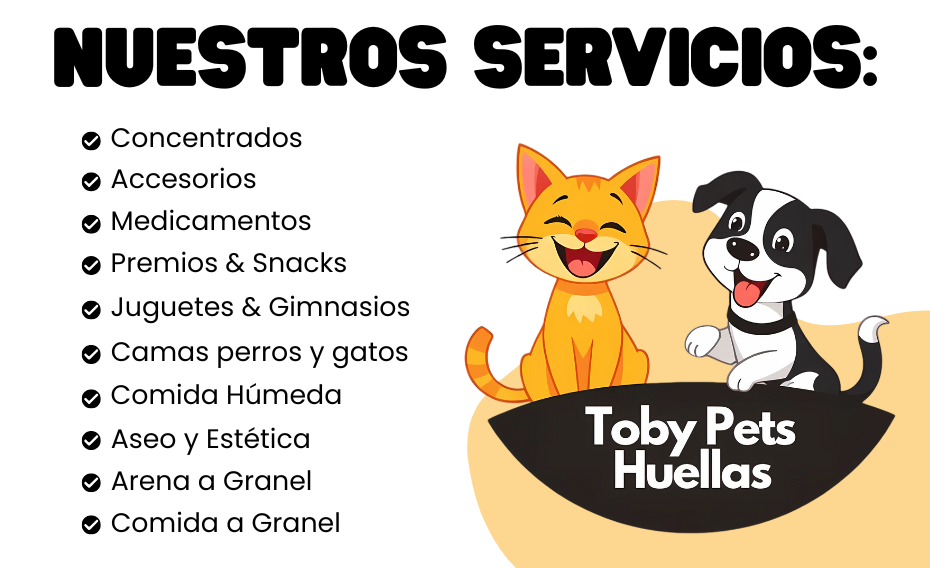 NUESTROS SERVICIOS:
Concentrados
Accesorios
Medicamentos
Premios & Snacks
Juguetes & Gimnasios
Camas perros y gatos
Comida Húmeda
Aseo y Estética
Arena a Granel
Comida a Granel
Toby Pets
Huellas